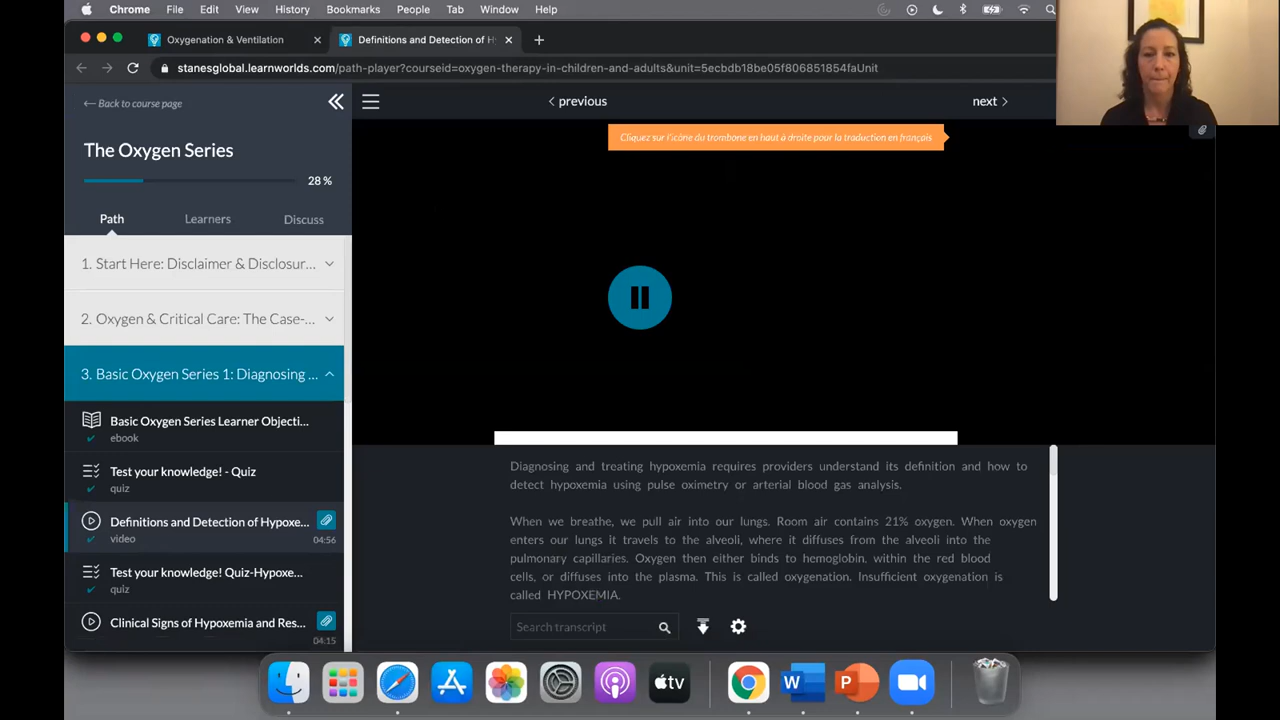 Chrome File Edit View History Bookmarks People Tab Window Help
Oxygenation & Ventilation
Definitions and Detection of H
stanesglobal.learnworlds.com/path-player?courseid=oxygen-therapy-in-children-and-adults&unit=5ecbdb18be05f806851854faUnit
Back to course page
The Oxygen Series
28 %
Path Learners Discuss
1. Start Here: Disclaimer & Disclosur...
2. Oxygen & Critical Care: The Case-...
3. Basic Oxygen Series 1: Diagnosing ...
Basic Oxygen Series Learner Objecti...
ebook
Test your knowledge! - Quiz
quiz
Definitions and Detection of Hypoxe...
video 04:56
Test your knowledge! Quiz-Hypoxe...
quiz
Clinical Signs of Hypoxemia and Res...
04:15
previous
next
Cliquez sur l'icône du trombone en haut à droite pour la traduction en français
Diagnosing and treating hypoxemia requires providers understand its definition and how to
detect hypoxemia using pulse oximetry or arterial blood gas analysis.
When we breathe, we pull air into our lungs. Room air contains 21% oxygen. When oxygen
enters our lungs it travels to the alveoli, where it diffuses from the alveoli into the
pulmonary capillaries. Oxygen then either binds to hemoglobin, within the red blood
cells, or diffuses into the plasma. This is called oxygenation. Insufficient oxygenation is
called HYPOXEMIA.
Search transcript
tv
W
P